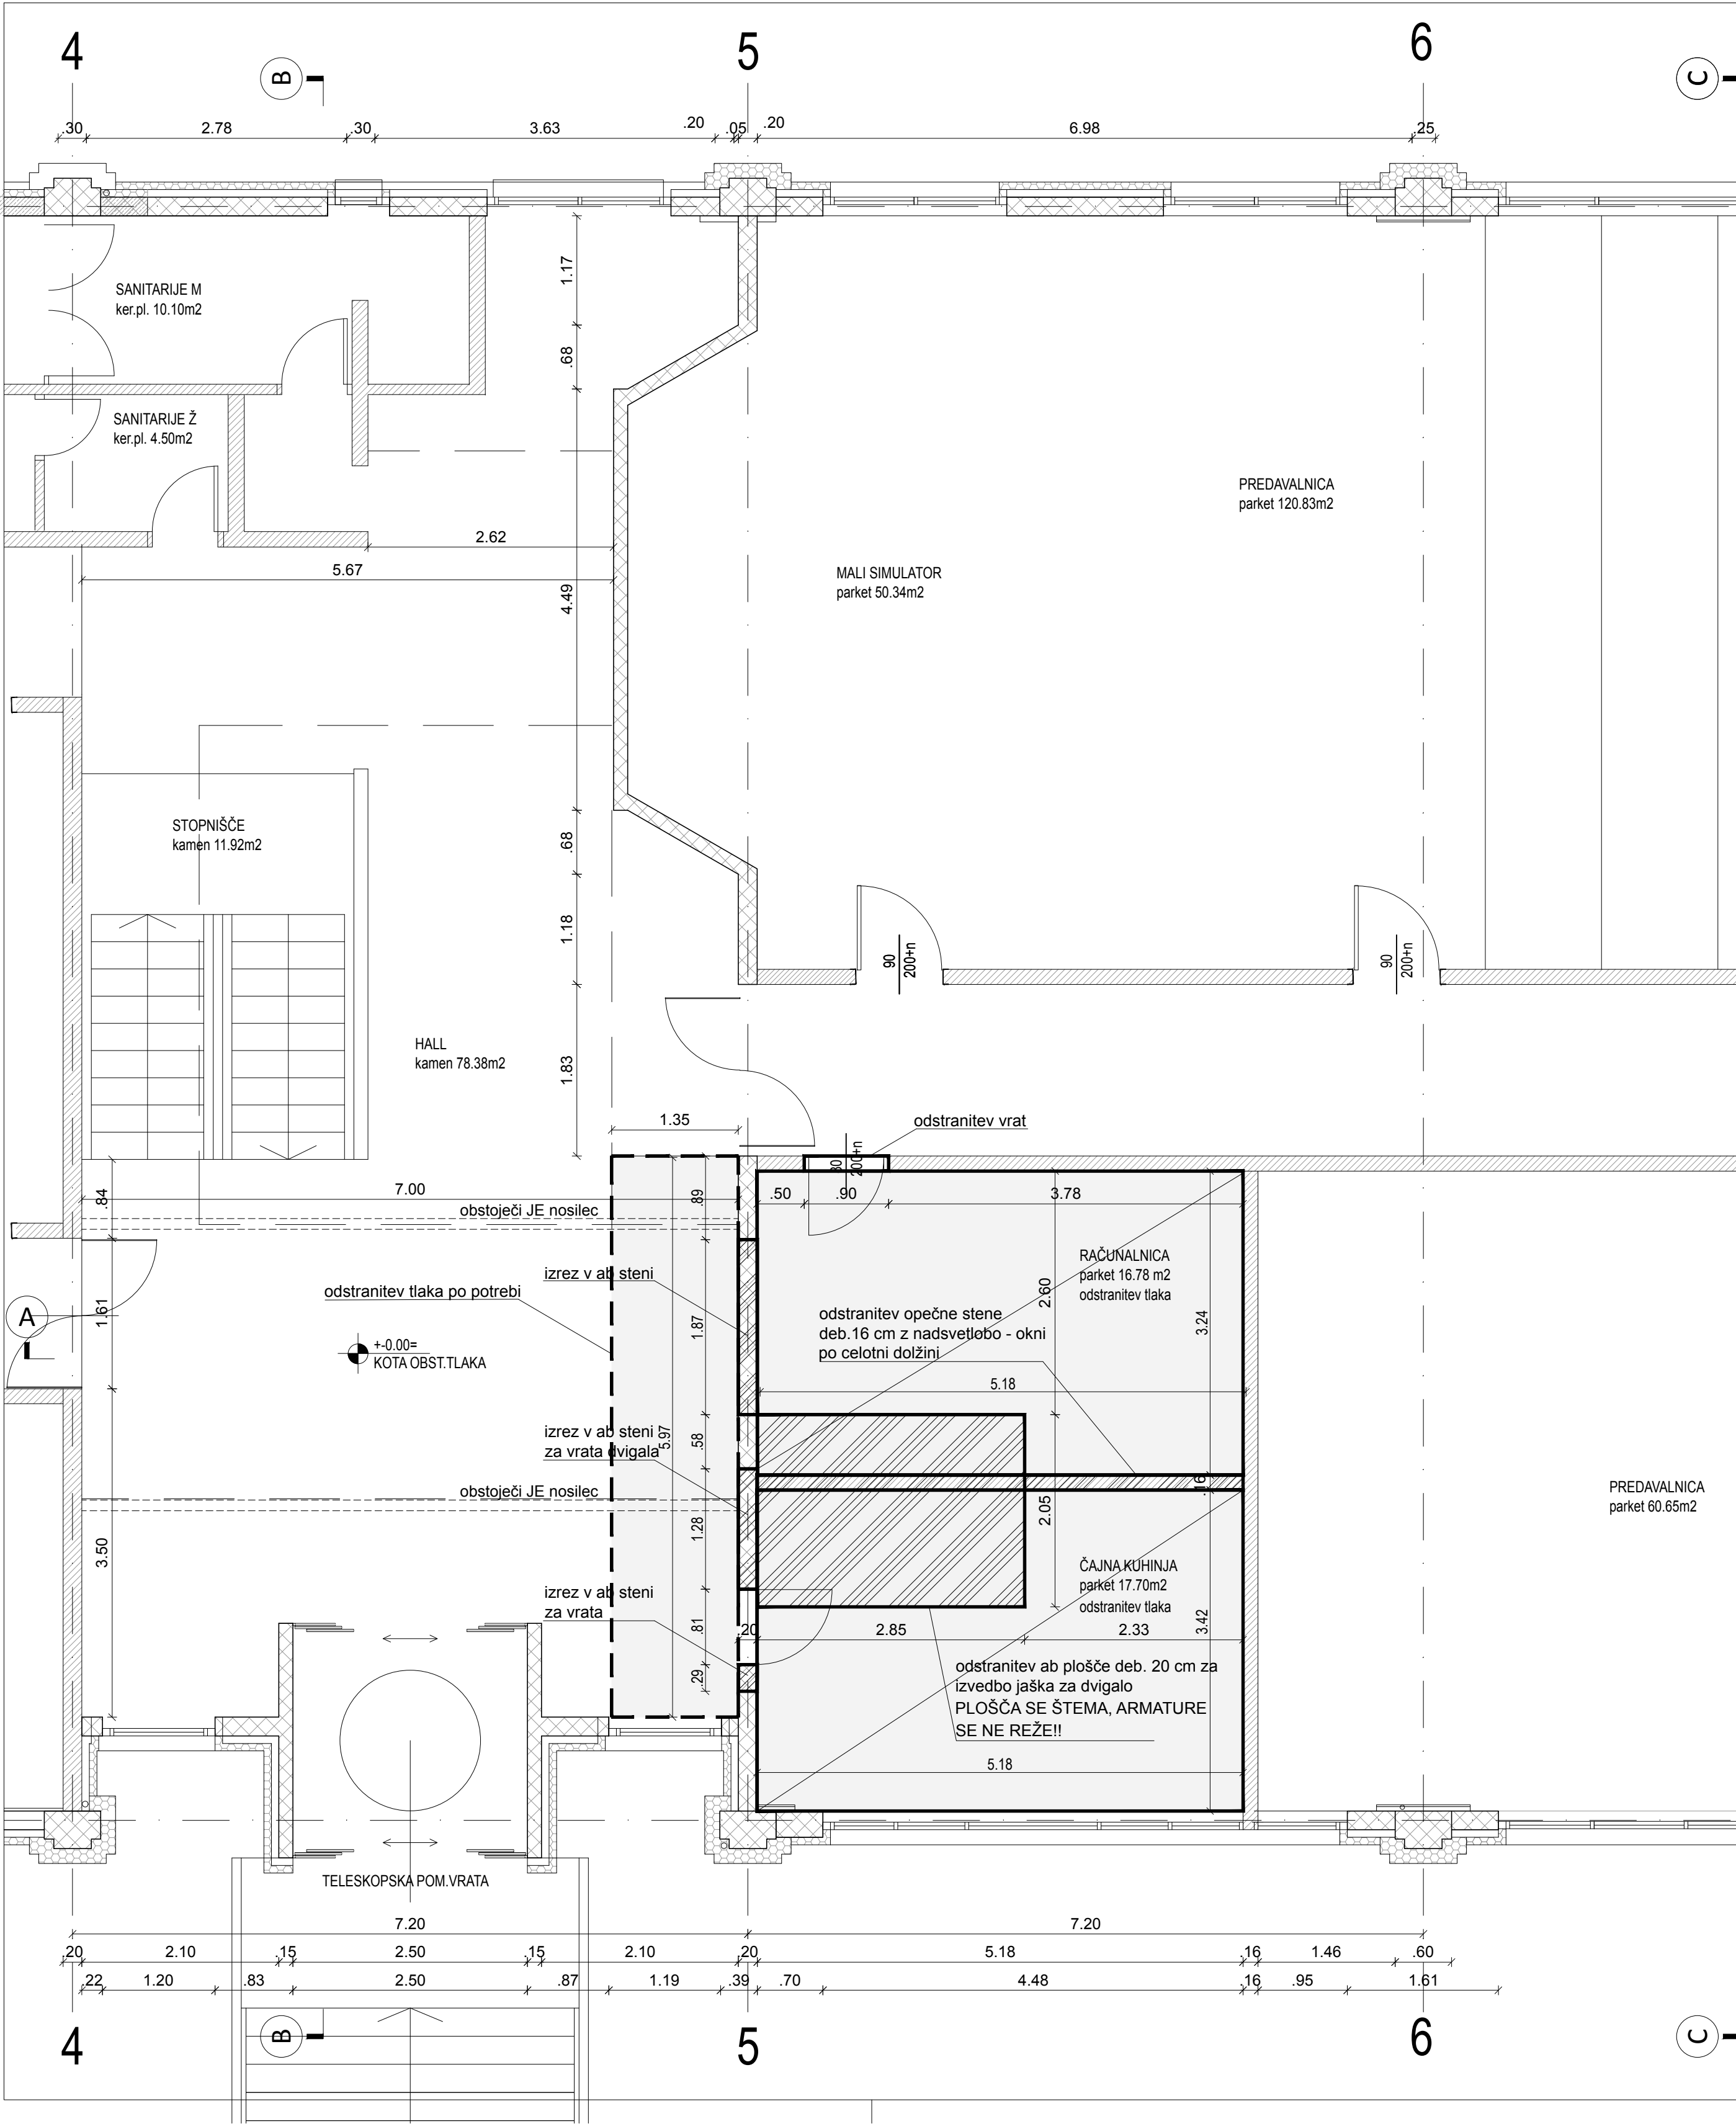 4
5
6
B
C
.30
2.78
.30
3.63
.20
.05
.20
6.98
.25
SANITARIJE M
ker.pl. 10.10m2
1.17
.68
SANITARIJE Ž
ker.pl. 4.50m2
PREDAVALNICA
parket 120.83m2
2.62
5.67
4.49
MALI SIMULATOR
parket 50.34m2
STOPNIŠČE
kamen 11.92m2
.68
1.18
90
200+n
90
200+n
HALL
kamen 78.38m2
1.83
1.35
odstranitev vrat
80
200+n
.84
7.00
.89
.50
.90
3.78
obstoječi JE nosilec
RAČUNALNICA
parket 16.78 m2
odstranitev tlaka
izrez v ab steni
odstranitev tlaka po potrebi
A
1.61
1.87
2.60
3.24
odstranitev opečne stene
deb.16 cm z nadsvetlobo - okni
po celotni dolžini
+-0.00=
KOTA OBST.TLAKA
5.18
izrez v ab steni
za vrata dvigala
5.97
.58
obstoječi JE nosilec
.16
PREDAVALNICA
parket 60.65m2
3.50
1.28
2.05
ČAJNA KUHINJA
parket 17.70m2
odstranitev tlaka
izrez v ab steni
za vrata
.81
.20
2.85
2.33
3.42
.29
odstranitev ab plošče deb. 20 cm za
izvedbo jaška za dvigalo
PLOŠČA SE ŠTEMA, ARMATURE
SE NE REŽE!!
5.18
TELESKOPSKA POM.VRATA
7.20
7.20
.20
2.10
.15
2.50
.15
2.10
.20
5.18
.16
1.46
.60
.22
1.20
.83
2.50
.87
1.19
.39
.70
4.48
.16
.95
1.61
4
B
5
6
C